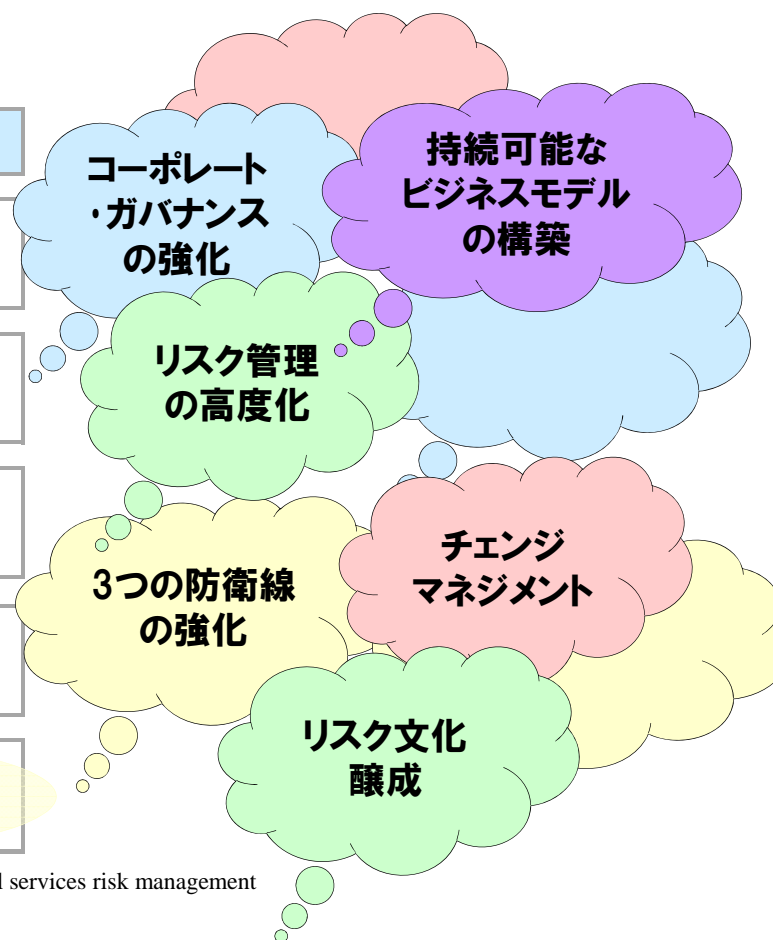 コーポレート
・ガバナンス
の強化
持続可能な
ビジネスモデル
の構築
リスク管理
の高度化
チェンジ
マネジメント
3つの防衛線
の強化
リスク文化
醸成
services risk management